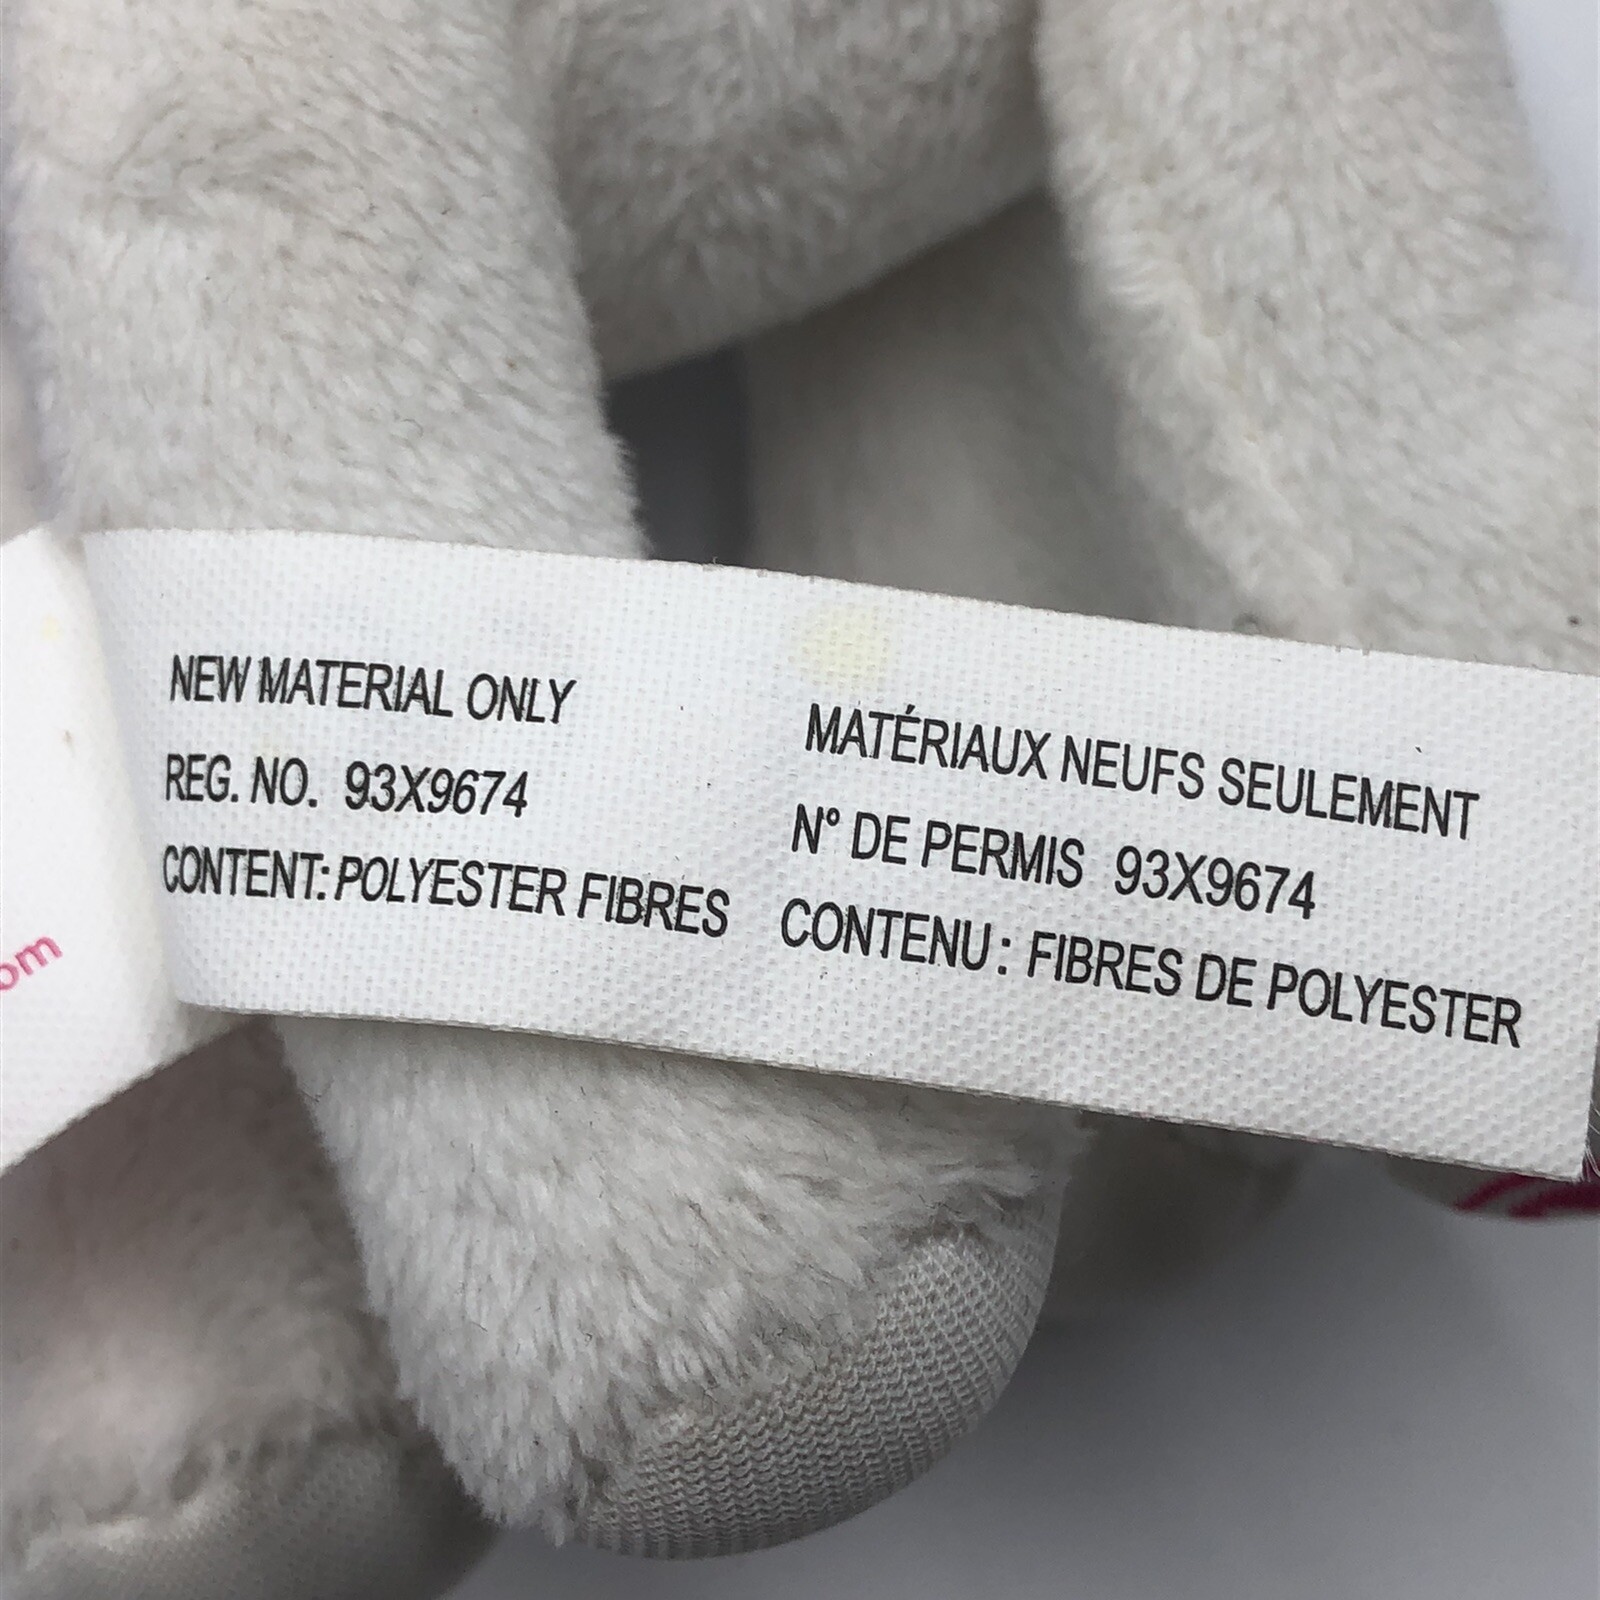 NEW MATERIAL ONLY
REG. NO. 93X9674
CONTENT: POLYESTER FIBRES
MATÉRIAUX NEUFS SEULEMENT
N° DE PERMIS 93X9674
CONTENU : FIBRES DE POLYESTER
om